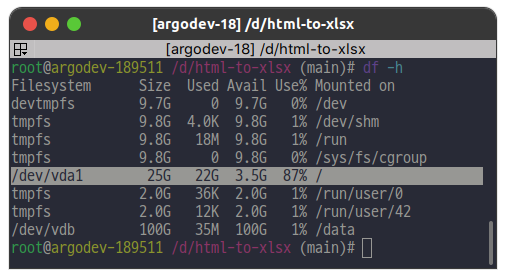 [argodev-18] /d/html-to-xlsx
[argodev-18] /d/html-to-xlsx
root@argodev-189511 /d/html-to-xlsx (main)# df -h
Filesystem      Size  Used Avail Use% Mounted on
devtmpfs        9.7G     0  9.7G   0% /dev
tmpfs           9.8G  4.0K  9.8G   1% /dev/shm
tmpfs           9.8G   18M  9.8G   1% /run
tmpfs           9.8G     0  9.8G   0% /sys/fs/cgroup
/dev/vda1        25G   22G  3.5G  87% /
tmpfs           2.0G   36K  2.0G   1% /run/user/0
tmpfs           2.0G   12K  2.0G   1% /run/user/42
/dev/vdb        100G   35M  100G   1% /data
root@argodev-189511 /d/html-to-xlsx (main)#